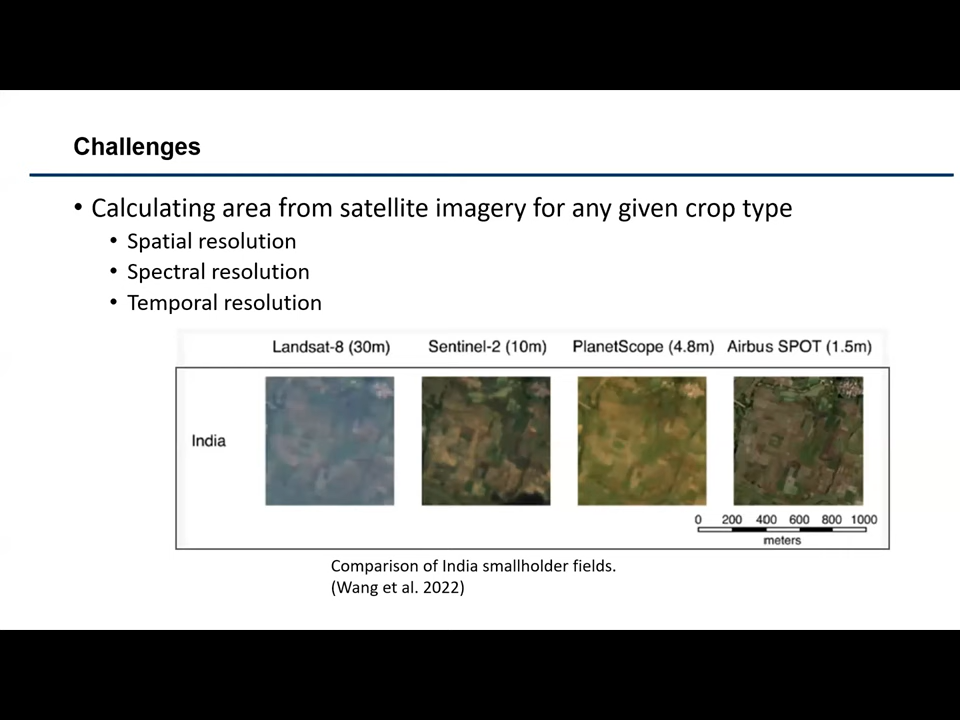 Challenges
• Calculating area from satellite imagery for any given crop type
• Spatial resolution
• Spectral resolution
• Temporal resolution
Landsat-8 (30m) Sentinel-2 (10m) PlanetScope (4.8m) Airbus SPOT (1.5m)
India
0 200 400 600 800 1000
meters
Comparison of India smallholder fields.
(Wang et al. 2022)